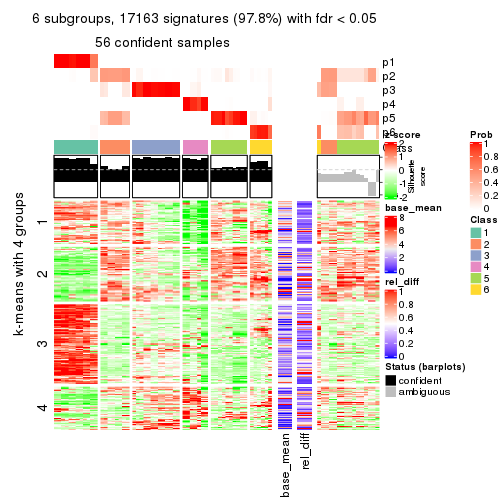 6 subgroups, 17163 signatures (97.8%) with fdr < 0.05
56 confident samples
p1
p2
p3
p4
p5
p6
Class
Silhouette
score
k-means with 4 groups
1
2
3
4
base_mean
rel_diff
z-score
2
1
0
-1
-2
base_mean
8
6
4
2
0
rel_diff
1
0.8
0.6
0.4
0.2
0
Status (barplots)
confident
ambiguous
Prob
1
0.8
0.6
0.4
0.2
0
Class
1
2
3
4
5
6